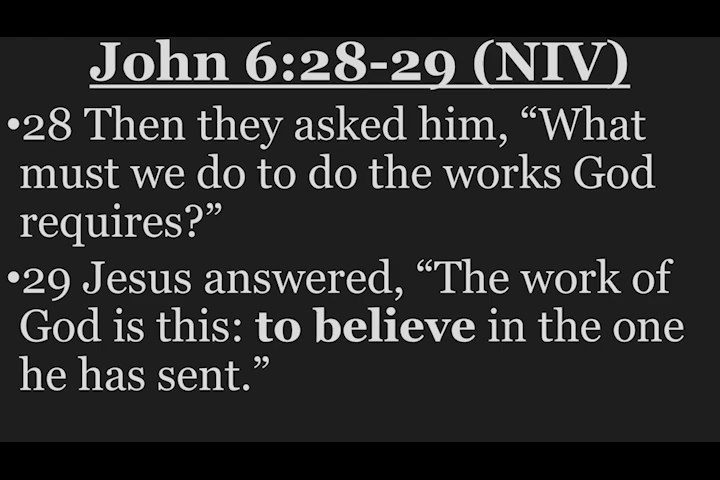 John 6:28-29 (NIV)
•28 Then they asked him, “What
must we do to do the works God
requires?”
•29 Jesus answered, “The work of
God is this: to believe in the one
he has sent.”